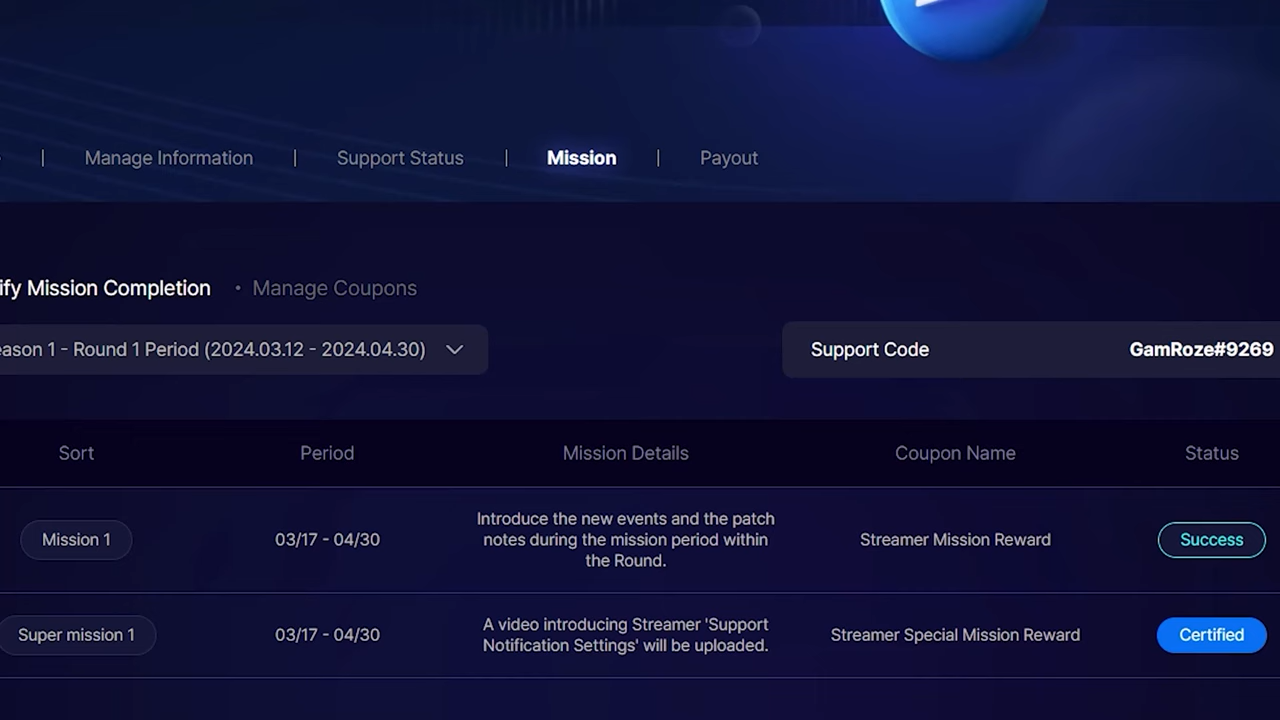 | Manage Information | Support Status | Mission | Payout
ify Mission Completion • Manage Coupons
eason 1 - Round 1 Period (2024.03.12 - 2024.04.30)
Support Code GamRoze#9269
Sort Period Mission Details Coupon Name Status
Mission 1
03/17 - 04/30
Introduce the new events and the patch
notes during the mission period within
the Round.
Streamer Mission Reward
Success
Super mission 1
03/17 - 04/30
A video introducing Streamer 'Support
Notification Settings' will be uploaded.
Streamer Special Mission Reward
Certified